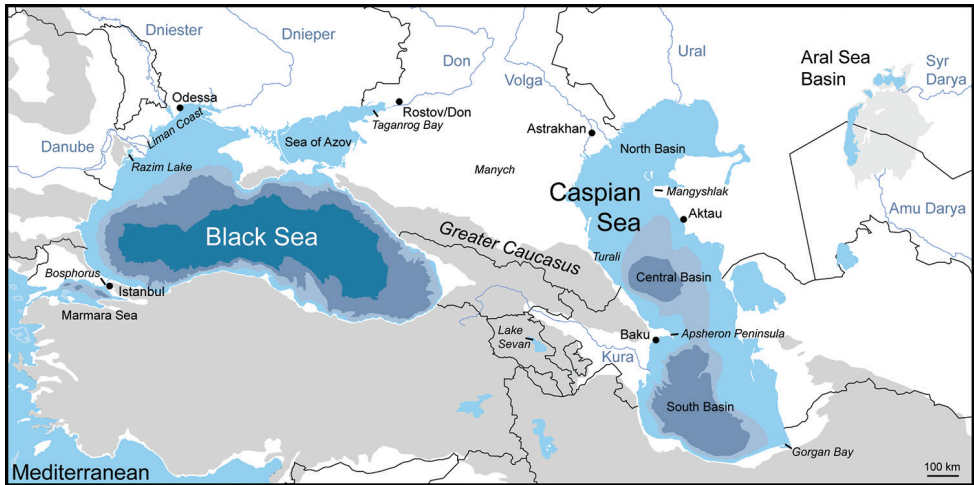 Dniester
Dnieper
Don
Volga
Ural
Aral Sea
Basin
Syr
Darya
Odessa
Liman Coast
Rostov/Don
Taganrog Bay
Astrakhan
Danube
Razim Lake
Sea of Azov
North Basin
Manych
Mangyshlak
Caspian
Sea
Aktau
Amu Darya
Black Sea
Greater Caucasus
Turali
Central Basin
Bosphorus
Istanbul
Marmara Sea
Lake
Sevan
Kura
Baku
Apsheron Peninsula
South Basin
Gorgan Bay
Mediterranean
100 km